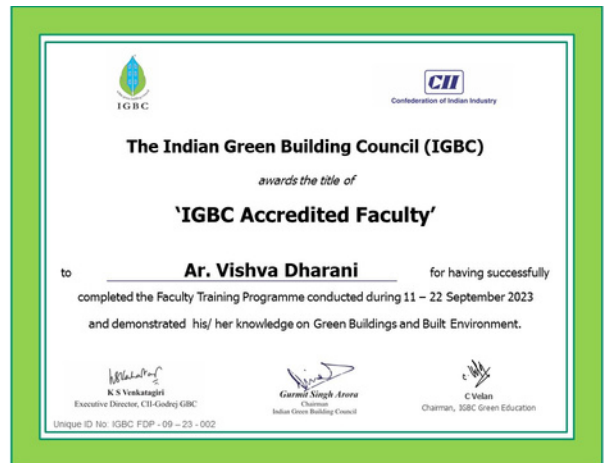 IGBC
CII
Confederation of Indian Industry
The Indian Green Building Council (IGBC)
awards the title of
‘IGBC Accredited Faculty’
to Ar. Vishva Dharani for having successfully
completed the Faculty Training Programme conducted during 11 – 22 September 2023
and demonstrated his/ her knowledge on Green Buildings and Built Environment.
K S Venkatagiri
Executive Director, CII-Godrej GBC
Gurmit Singh Arora
Chairman
Indian Green Building Council
C Velan
Chairman, IGBC Green Education
Unique ID No: IGBC FDP - 09 – 23 - 002